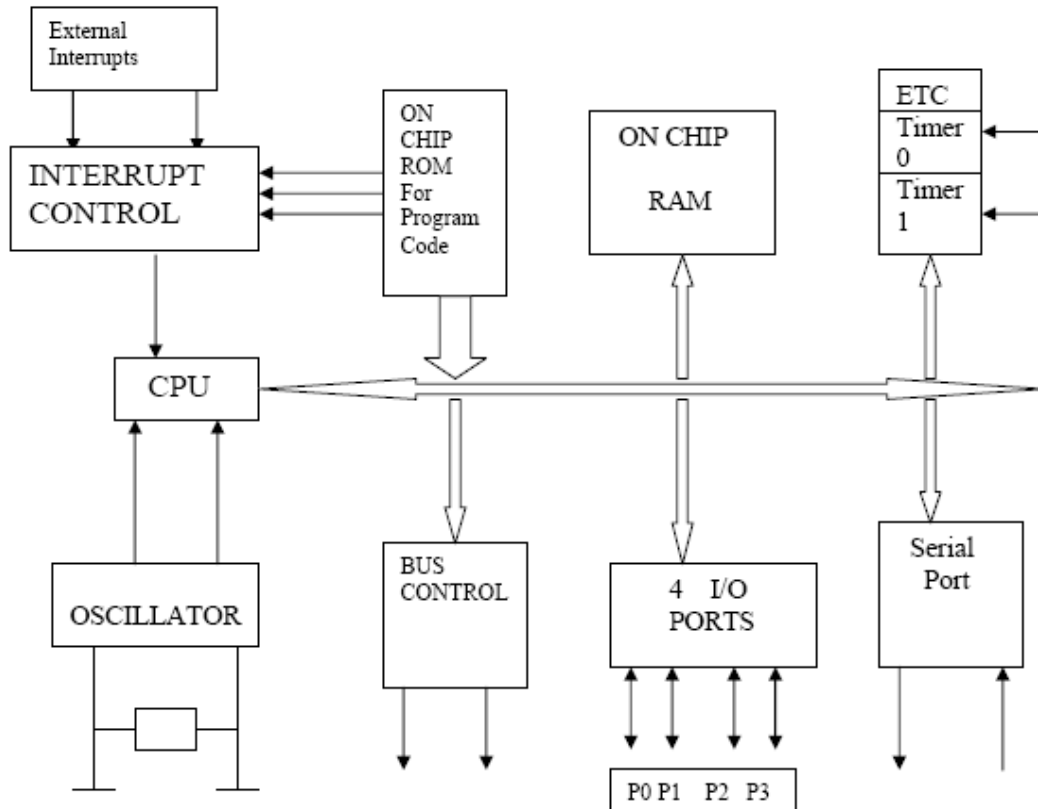 External
Interrupts
INTERRUPT
CONTROL
ON
CHIP
ROM
For
Program
Code
ON CHIP
RAM
ETC
Timer
0
Timer
1
CPU
OSCILLATOR
BUS
CONTROL
4 I/O
PORTS
Serial
Port
P0 P1 P2 P3